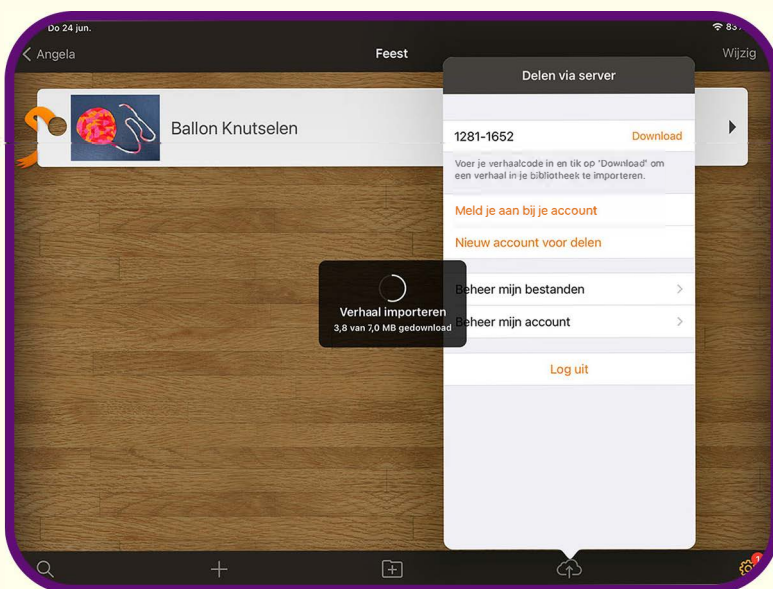 Do 24 jun.
Angela
Feest
Wijzig
Delen via server
Ballon Knutselen
1281-1652 Download
Voer je verhaalcode in en tik op "Download" om
een verhaal in je bibliotheek te importeren.
Meld je aan bij je account
Nieuw account voor delen
Verhaal importeren
3,8 van 7,0 MB gedownload
Beheer mijn bestanden
Beheer mijn account
Log uit